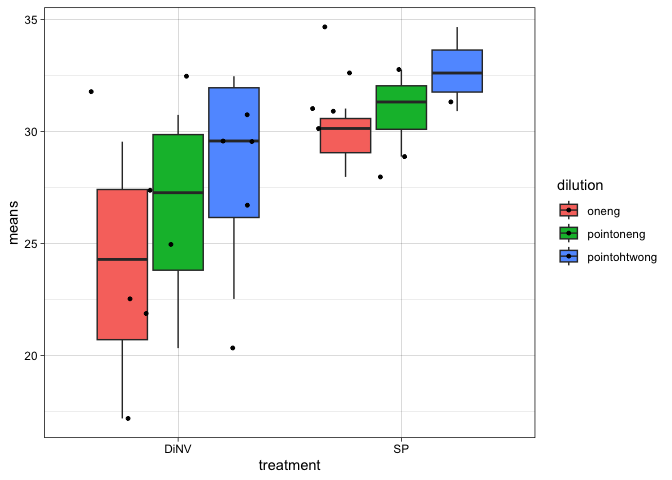 35
30
25
20
means
DiNV
SP
treatment
dilution
oneng
pointoneng
pointohtwong